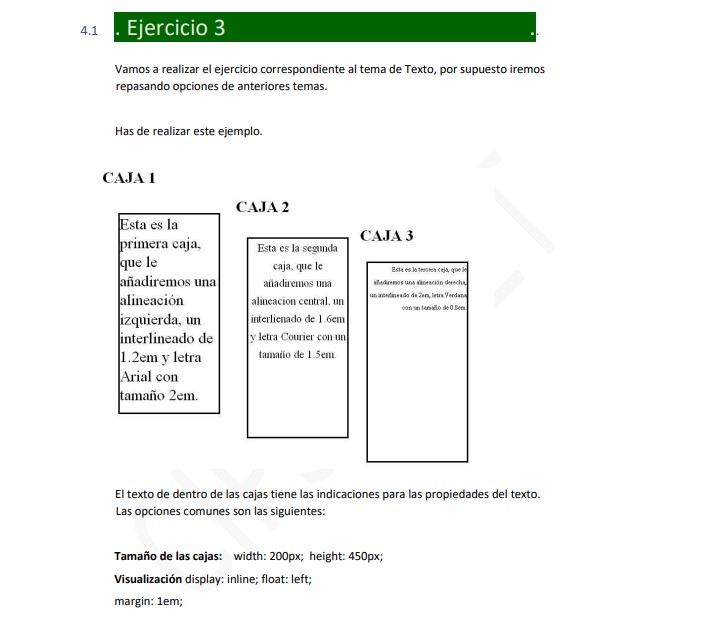 4.1 . Ejercicio 3 .
Vamos a realizar el ejercicio correspondiente al tema de Texto, por supuesto iremos
repasando opciones de anteriores temas.
Has de realizar este ejemplo.
CAJA 1
Esta es la
primera caja,
que le
añadiremos una
alineación
izquierda, un
interlineado de
1.2em y letra
Arial con
tamaño 2em.
CAJA 2
Esta es la segunda
caja, que le
añadiremos una
alineacion central, un
interlienado de 1.6em
y letra Courier con un
tamaño de 1.5em.
CAJA 3
Esta es la tercera caja, que le
añadiremos una alineación derecha,
un interlineado de 2em, letra Verdana
con un tamaño de 0.8em.
El texto de dentro de las cajas tiene las indicaciones para las propiedades del texto.
Las opciones comunes son las siguientes:
Tamaño de las cajas: width: 200px; height: 450px;
Visualización display: inline; float: left;
margin: 1em;